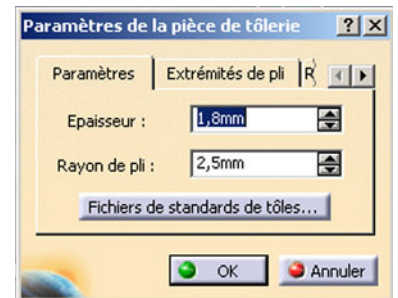 Paramètres de la pièce de tôlerie
Paramètres Extrémités de pli R
Epaisseur : 1,8mm
Rayon de pli : 2,5mm
Fichiers de standards de tôles...
OK Annuler